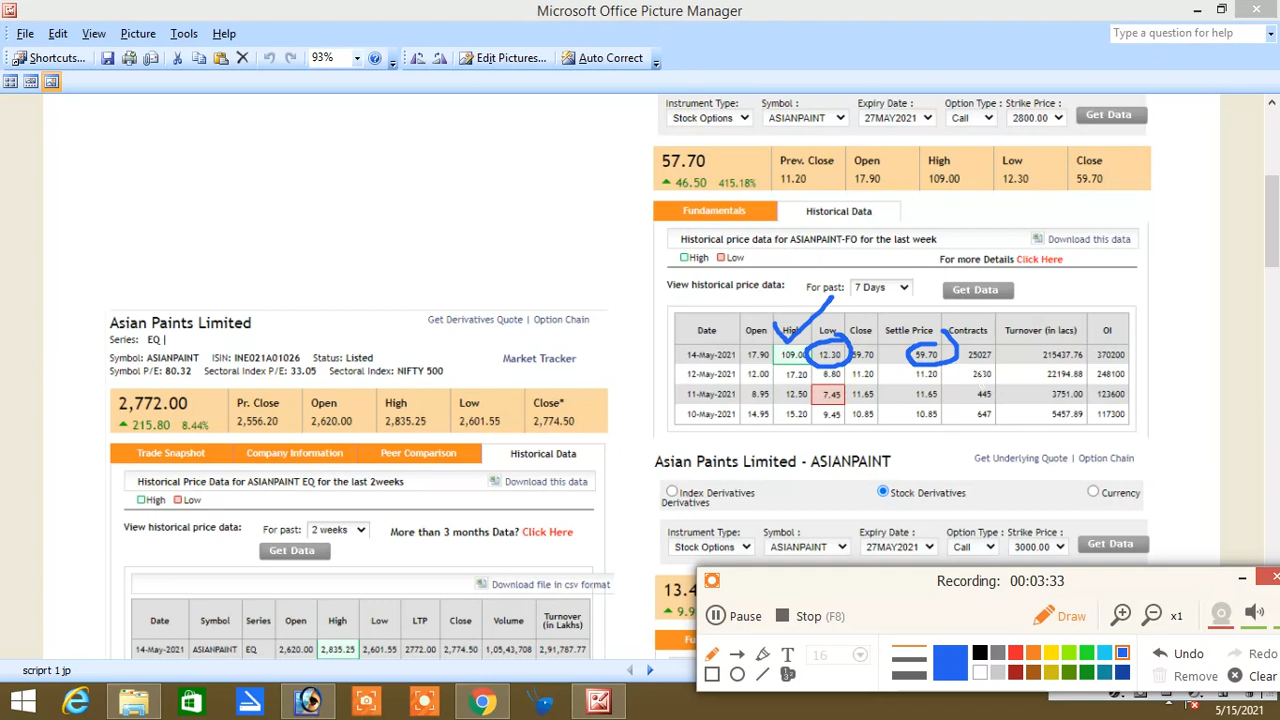 Microsoft Office Picture Manager
File Edit View Picture Tools Help
Type a question for help
Shortcuts... 93% Edit Pictures... Auto Correct
Instrument Type: Symbol : Expiry Date : Option Type : Strike Price :
Stock Options ASIANPAINT 27MAY2021 Call 2800.00 Get Data
57.70 Prev. Close Open High Low Close
46.50 415.18% 11.20 17.90 109.00 12.30 59.70
Fundamentals Historical Data
Historical price data for ASIANPAINT-FO for the last week Download this data
High Low For more Details Click Here
View historical price data: For past: 7 Days Get Data
Date Open High Low Close Settle Price Contracts Turnover (in lacs) OI
14-May-2021 17.90 109.00 12.30 59.70 59.70 25027 215437.76 370200
12-May-2021 12.00 17.20 8.80 11.20 11.20 2630 22194.88 248100
11-May-2021 8.95 12.50 7.45 11.65 11.65 445 3751.00 123600
10-May-2021 14.95 15.20 9.45 10.85 10.85 647 5457.89 117300
Asian Paints Limited - ASIANPAINT Get Underlying Quote | Option Chain
Index Derivatives Stock Derivatives Currency
Derivatives
Instrument Type: Symbol : Expiry Date : Option Type : Strike Price :
Stock Options ASIANPAINT 27MAY2021 Call 3000.00 Get Data
13.4
9.9
Fu
Asian Paints Limited Get Derivatives Quote | Option Chain
Series: EQ |
Symbol: ASIANPAINT ISIN: INE021A01026 Status: Listed Market Tracker
Symbol P/E: 80.32 Sectoral Index P/E: 33.05 Sectoral Index: NIFTY 500
2,772.00 Pr. Close Open High Low Close*
215.80 8.44% 2,556.20 2,620.00 2,835.25 2,601.55 2,774.50
Trade Snapshot Company Information Peer Comparison Historical Data
Historical Price Data for ASIANPAINT EQ for the last 2weeks Download this data
High Low
View historical price data: For past: 2 weeks More than 3 months Data? Click Here
Get Data
Download file in csv format
Date Symbol Series Open High Low LTP Close Volume Turnover
(in Lakhs)
14-May-2021 ASIANPAINT EQ 2,620.00 2,835.25 2,601.55 2772.00 2,774.50 1,05,43,708 2,91,787.77
Recording: 00:03:33
Pause Stop (F8) Draw x1
T 16 Undo Redo
Remove Clear
scriprt 1 jp
5/15/2021